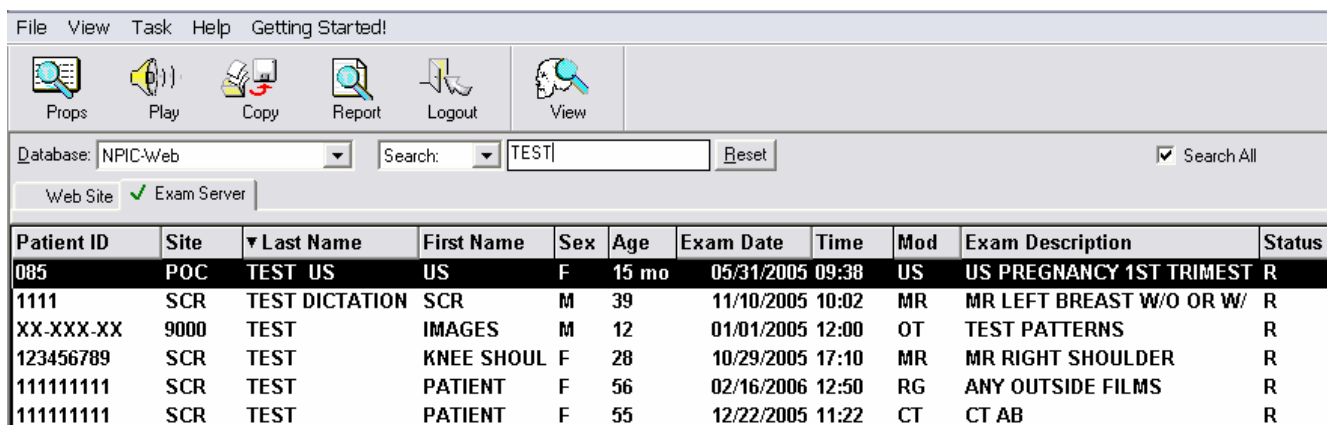 File View Task Help Getting Started!
Props Play Copy Report Logout View
Database: NPIC-Web Search: TEST Reset Search All
Web Site Exam Server
Patient ID Site Last Name First Name Sex Age Exam Date Time Mod Exam Description Status
085 POC TEST US US F 15 mo 05/31/2005 09:38 US US PREGNANCY 1ST TRIMEST R
1111 SCR TEST DICTATION SCR M 39 11/10/2005 10:02 MR MR LEFT BREAST W/O OR W/ R
XX-XXX-XX 9000 TEST IMAGES M 12 01/01/2005 12:00 OT TEST PATTERNS R
123456789 SCR TEST KNEE SHOUL F 28 10/29/2005 17:10 MR MR RIGHT SHOULDER R
111111111 SCR TEST PATIENT F 56 02/16/2006 12:50 RG ANY OUTSIDE FILMS R
111111111 SCR TEST PATIENT F 55 12/22/2005 11:22 CT CT AB R